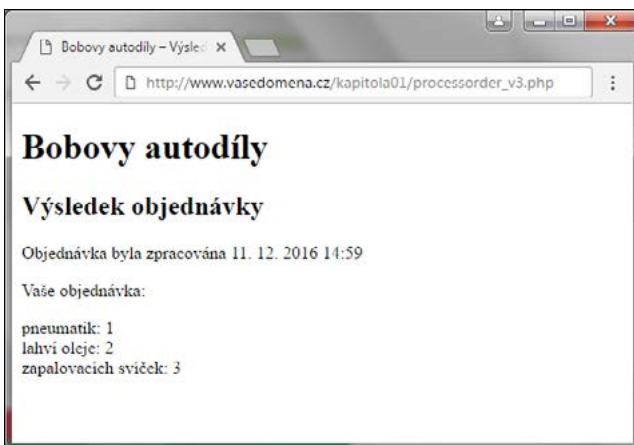 Bobovy autodíly – Výsled
http://www.vasedomena.cz/kapitola01/processorder_v3.php
Bobovy autodíly
Výsledek objednávky
Objednávka byla zpracována 11. 12. 2016 14:59
Vaše objednávka:
pneumatik: 1
lahví oleje: 2
zapalovacích svíček: 3